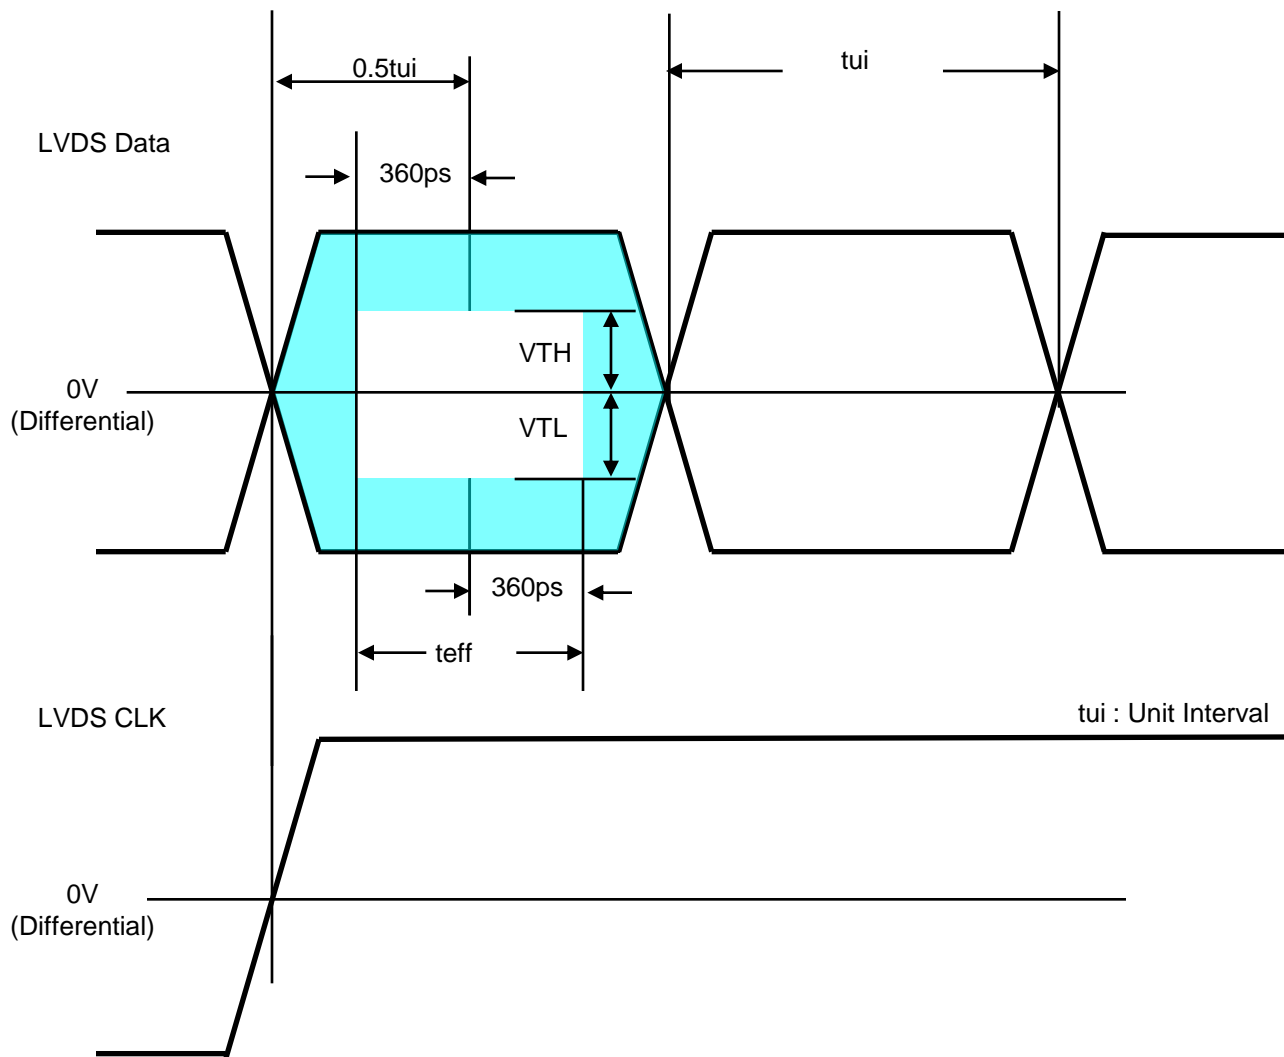 0.5tui
tui
LVDS Data
360ps
VTH
0V
(Differential)
VTL
360ps
teff
LVDS CLK
tui : Unit Interval
0V
(Differential)